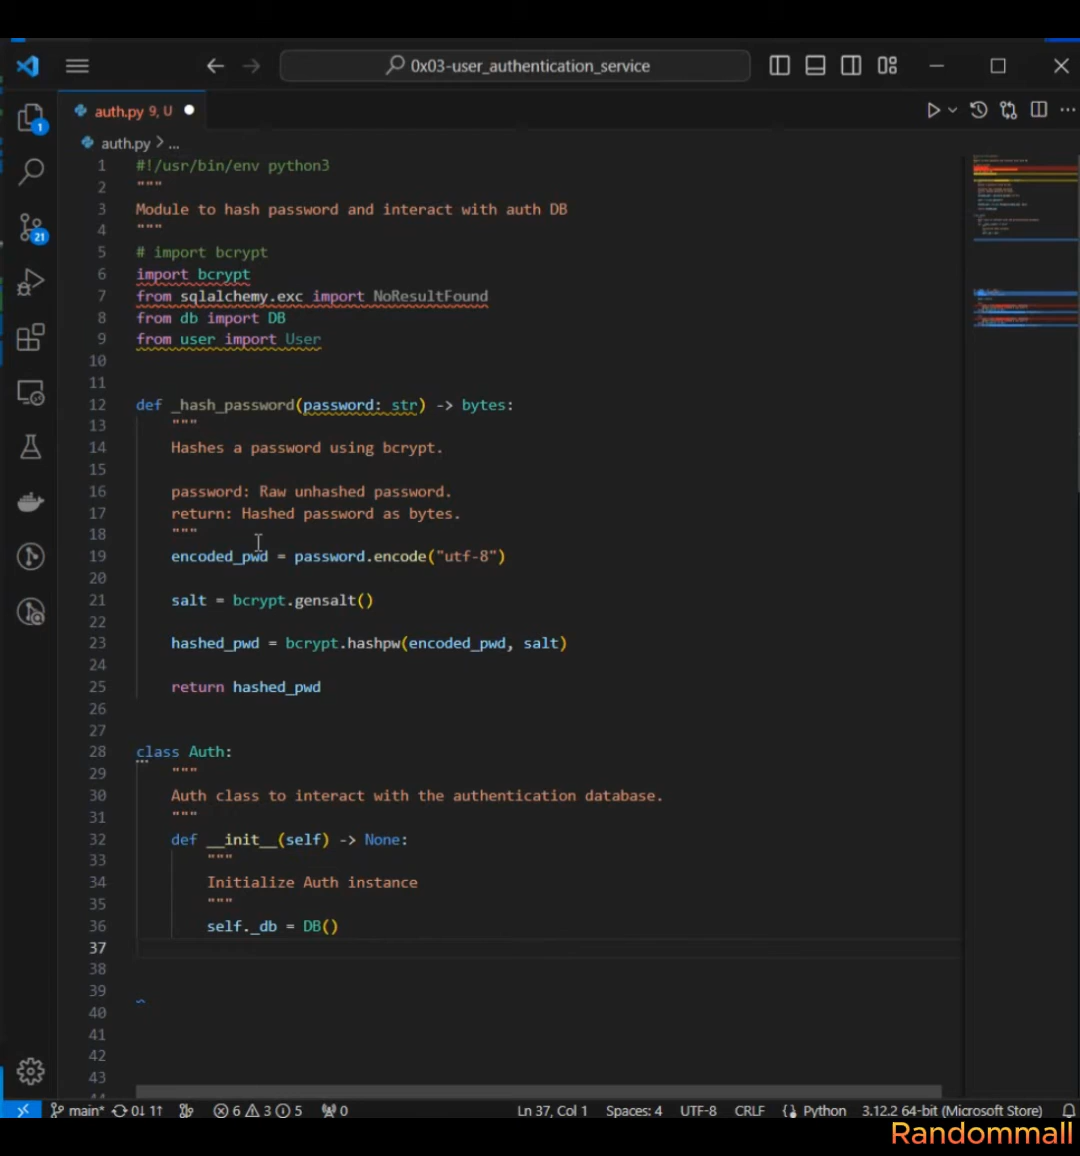 0x03-user_authentication_service
auth.py 9, U
auth.py > ...
1 #!/usr/bin/env python3
2 """
3 Module to hash password and interact with auth DB
4 """
5 # import bcrypt
6 import bcrypt
7 from sqlalchemy.exc import NoResultFound
8 from db import DB
9 from user import User
10
11
12 def _hash_password(password: str) -> bytes:
13 """
14 Hashes a password using bcrypt.
15
16 password: Raw unhashed password.
17 return: Hashed password as bytes.
18 """
19 encoded_pwd = password.encode("utf-8")
20
21 salt = bcrypt.gensalt()
22
23 hashed_pwd = bcrypt.hashpw(encoded_pwd, salt)
24
25 return hashed_pwd
26
27
28 class Auth:
29 """
30 Auth class to interact with the authentication database.
31 """
32 def __init__(self) -> None:
33 """
34 Initialize Auth instance
35 """
36 self._db = DB()
37
38
39
40
41
42
43
1
21
main* 0↓ 1↑ 6 3 5 0 Ln 37, Col 1 Spaces: 4 UTF-8 CRLF Python 3.12.2 64-bit (Microsoft Store)
Randommall